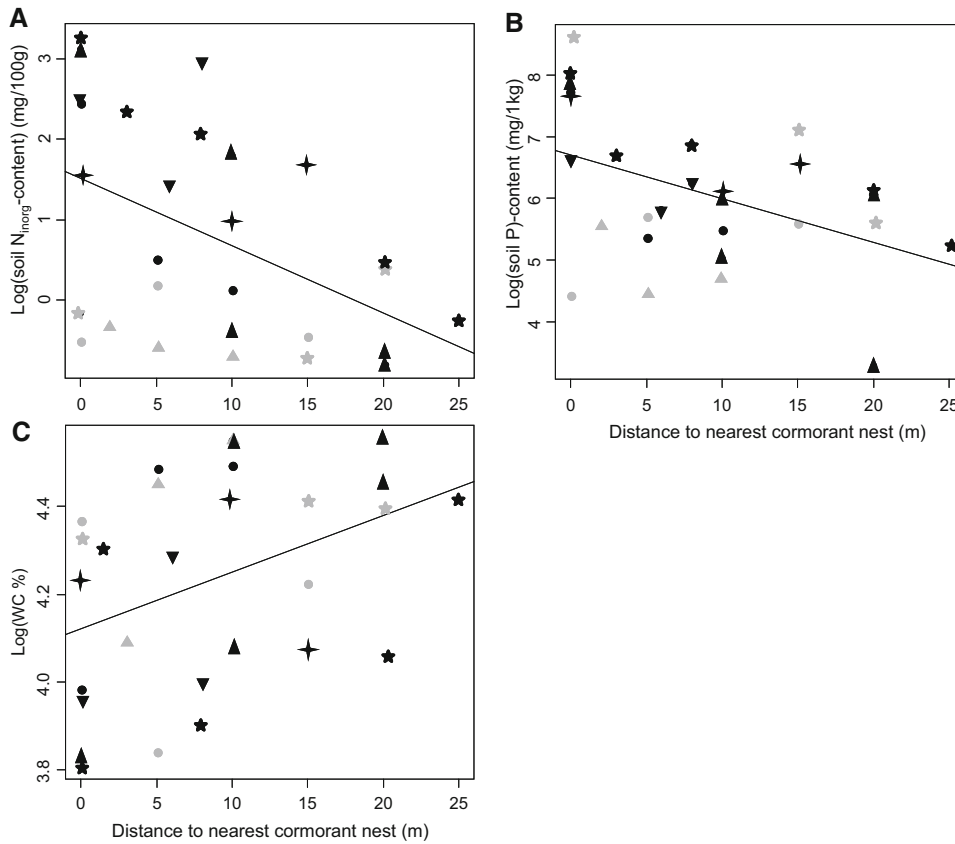 A
Log(soil Ninorg-content) (mg/100g)
3
2
1
0
0 5 10 15 20 25
B
Log(soil P)-content (mg/1kg)
8
7
6
5
4
0 5 10 15 20 25
Distance to nearest cormorant nest (m)
C
Log(WC %)
4.4
4.2
4.0
3.8
0 5 10 15 20 25
Distance to nearest cormorant nest (m)